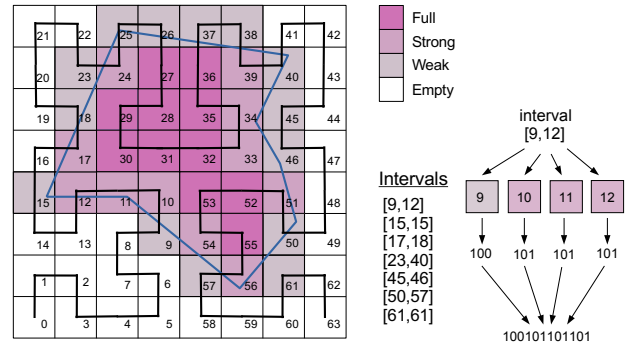 21 22 25 26 37 38 41 42
20 23 24 27 36 39 40 43
19 18 29 28 35 34 45 44
16 17 30 31 32 33 46 47
15 12 11 10 53 52 51 48
14 13 8 9 54 55 50 49
1 2 7 6 57 56 61 62
0 3 4 5 58 59 60 63
Full
Strong
Weak
Empty
Intervals
[9,12]
[15,15]
[17,18]
[23,40]
[45,46]
[50,57]
[61,61]
interval
[9,12]
9 10 11 12
100 101 101 101
100101101101